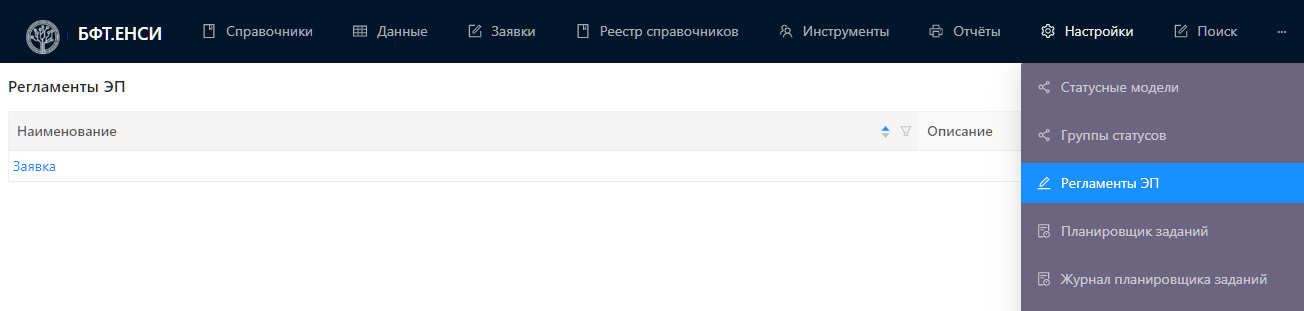 БФТ.ЕНСИ Справочники Данные Заявки Реестр справочников Инструменты Отчёты Настройки Поиск ...
Регламенты ЭП
Наименование Описание
Заявка
Статусные модели
Группы статусов
Регламенты ЭП
Планировщик заданий
Журнал планировщика заданий